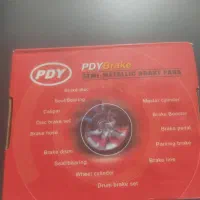 PDY
PDYBrake
SEMI METALLIC BRAKE PADS
Brake disc
Seal/Bearing
Caliper
Disc brake set
Brake hose
Brake drum
Seal/bearing
Wheel cylinder
Drum brake set
Master cylinder
Brake Booster
Brake pedal
Parking brake
Brake hose